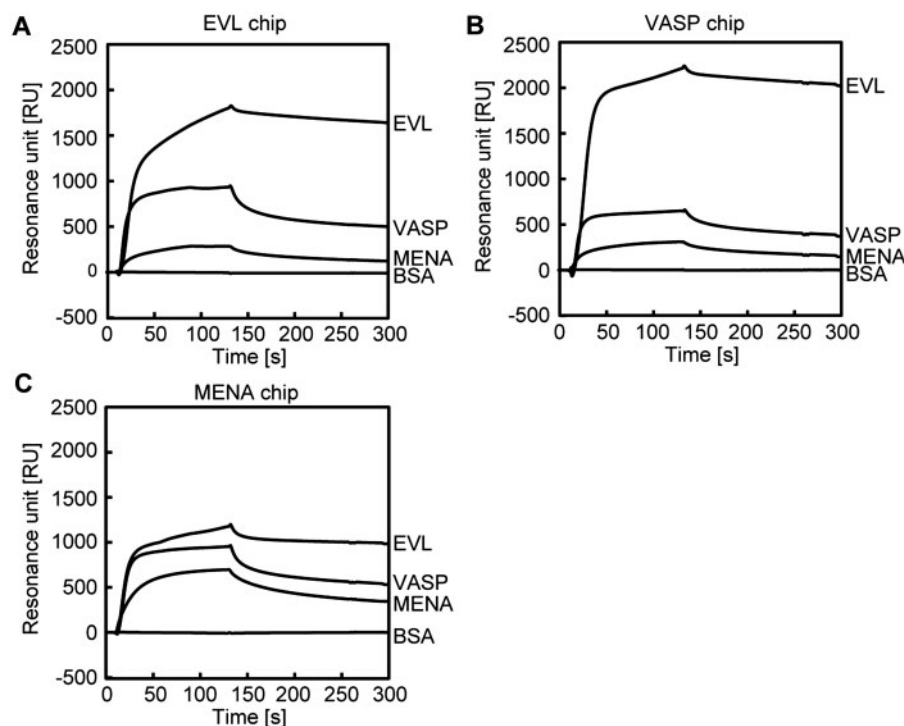 A
EVL chip
Resonance unit [RU]
2500
2000
1500
1000
500
0
-500
0 50 100 150 200 250 300
Time [s]
EVL
VASP
MENA
BSA
B
VASP chip
Resonance unit [RU]
2500
2000
1500
1000
500
0
-500
0 50 100 150 200 250 300
Time [s]
EVL
VASP
MENA
BSA
C
MENA chip
Resonance unit [RU]
2500
2000
1500
1000
500
0
-500
0 50 100 150 200 250 300
Time [s]
EVL
VASP
MENA
BSA